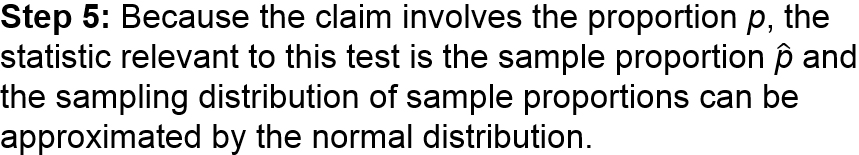 Step 5: Because the claim involves the proportion p, the
statistic relevant to this test is the sample proportion p̂ and
the sampling distribution of sample proportions can be
approximated by the normal distribution.